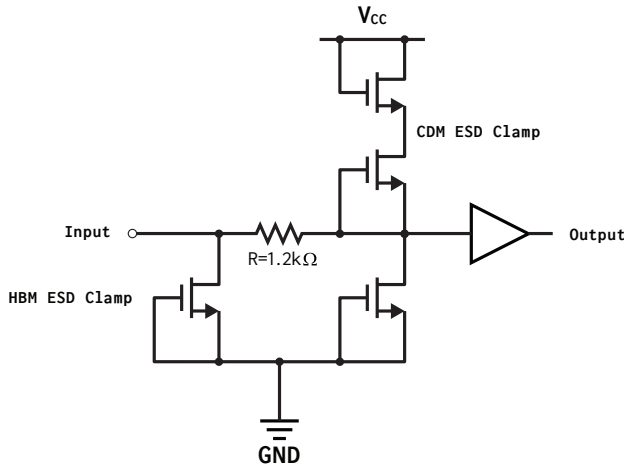 VCC
CDM ESD Clamp
Input
R=1.2kΩ
Output
HBM ESD Clamp
GND